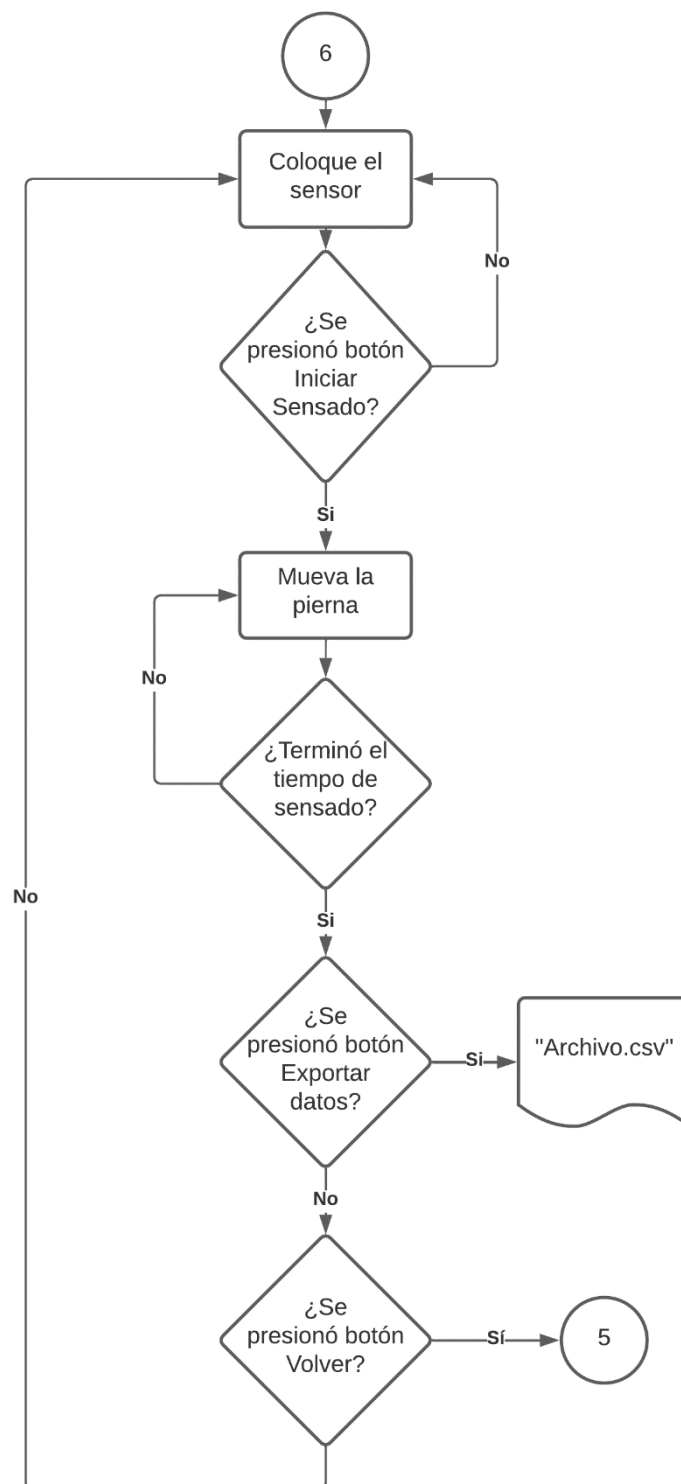 6
Coloque el
sensor
No
¿Se
presionó botón
Iniciar
Sensado?
Si
Mueva la
pierna
No
¿Terminó el
tiempo de
sensado?
No
Si
¿Se
presionó botón
Exportar
datos?
Si
"Archivo.csv"
No
¿Se
presionó botón
Volver?
Sí
5